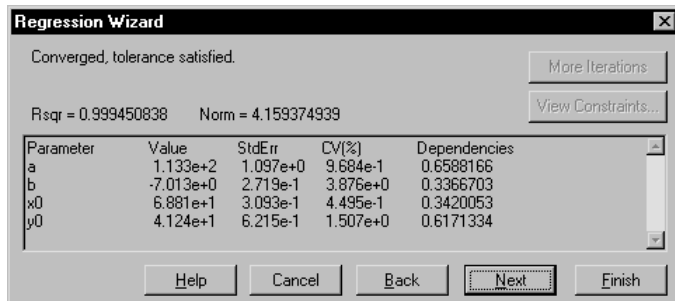 Regression Wizard
Converged, tolerance satisfied.
More Iterations
Rsqr = 0.999450838 Norm = 4.159374939
View Constraints...
Parameter Value StdErr CV(%) Dependencies
a 1.133e+2 1.097e+0 9.684e-1 0.6588166
b -7.013e+0 2.719e-1 3.876e+0 0.3366703
x0 6.881e+1 3.093e-1 4.495e-1 0.3420053
y0 4.124e+1 6.215e-1 1.507e+0 0.6171334
Help Cancel Back Next Finish